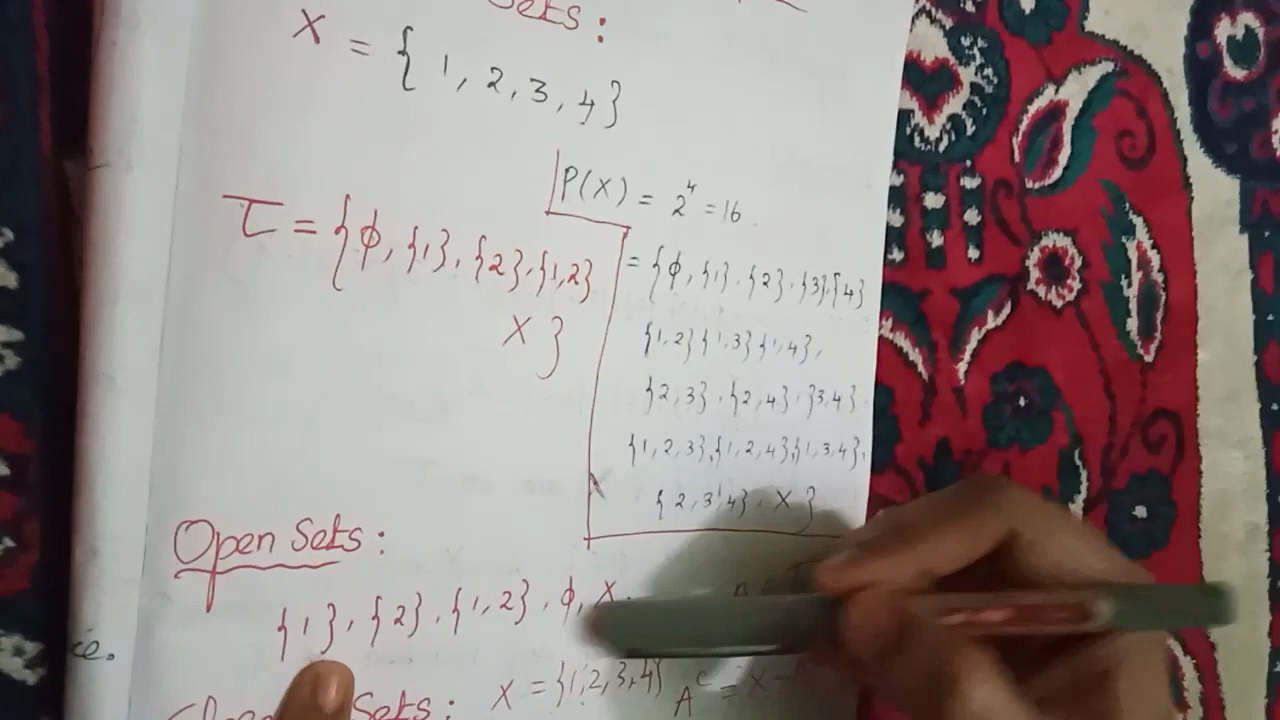 Sets:
X = {1, 2, 3, 4}
P(X) = 2⁴ = 16
τ = {φ, {1}, {2}, {1,2}
X }
= {φ, {1}, {2}, {3}, {4}
{1,2} {1,3} {1,4},
{2,3}, {2,4}, {3,4}
{1,2,3}, {1,2,4}, {1,3,4},
{2,3,4}, X }
Open Sets:
{1}, {2}, {1,2}, φ, X.
Sets: X = {1,2,3,4} Aᶜ = X -
ce.